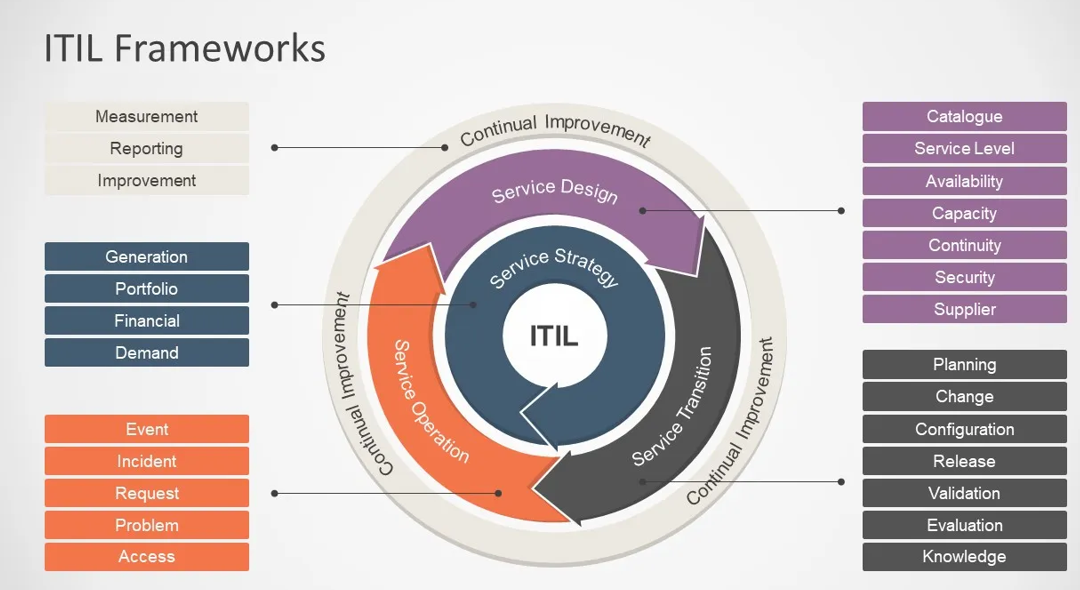 ITIL Frameworks
Measurement
Reporting
Improvement
Generation
Portfolio
Financial
Demand
Event
Incident
Request
Problem
Access
Continual Improvement
Continual Improvement
Continual Improvement
Service Design
Service Strategy
ITIL
Service Operation
Service Transition
Catalogue
Service Level
Availability
Capacity
Continuity
Security
Supplier
Planning
Change
Configuration
Release
Validation
Evaluation
Knowledge